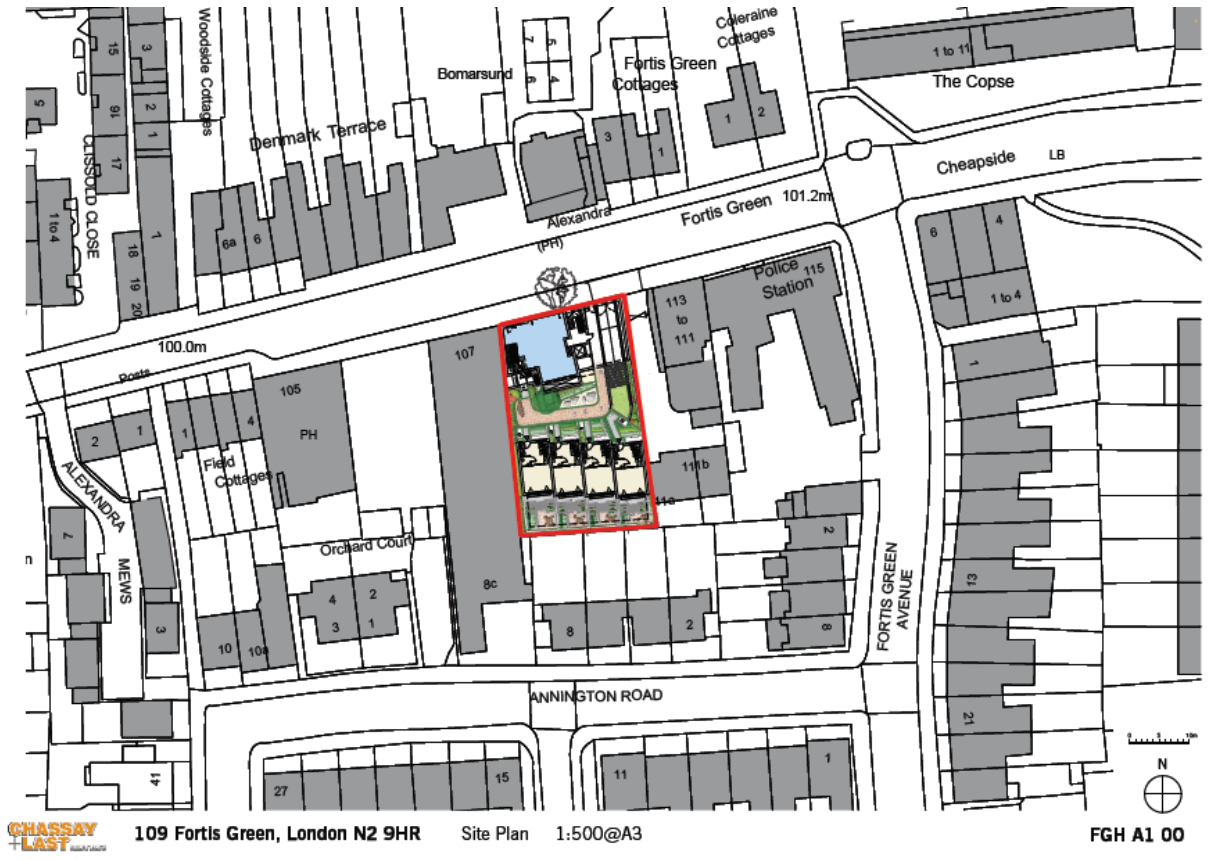 Woodside Cottages
15
3
16
2
17
1
5
CLISSOLD CLOSE
1 to 4
18
19
20
1
Denmark Terrace
6a
6
Bomarsund
7
5
6
4
Fortis Green
Cottages
3
1
Coleraine
Cottages
1
2
1 to 11
The Copse
Cheapside
LB
Alexandra
(PH)
Fortis Green
101.2m
6
4
1 to 4
Police
Station
115
113
to
111
100.0m
Posts
107
105
PH
2
1
1
4
Field
Cottages
ALEXANDRA
MEWS
7
3
Orchard Court
4
2
3
1
10
10a
8c
8
2
111b
11a
2
8
FORTIS GREEN
AVENUE
1
13
21
ANNINGTON ROAD
41
27
15
11
1
0 5 10m
N
CHASSAY
+LAST
109 Fortis Green, London N2 9HR Site Plan 1:500@A3 FGH A1 00